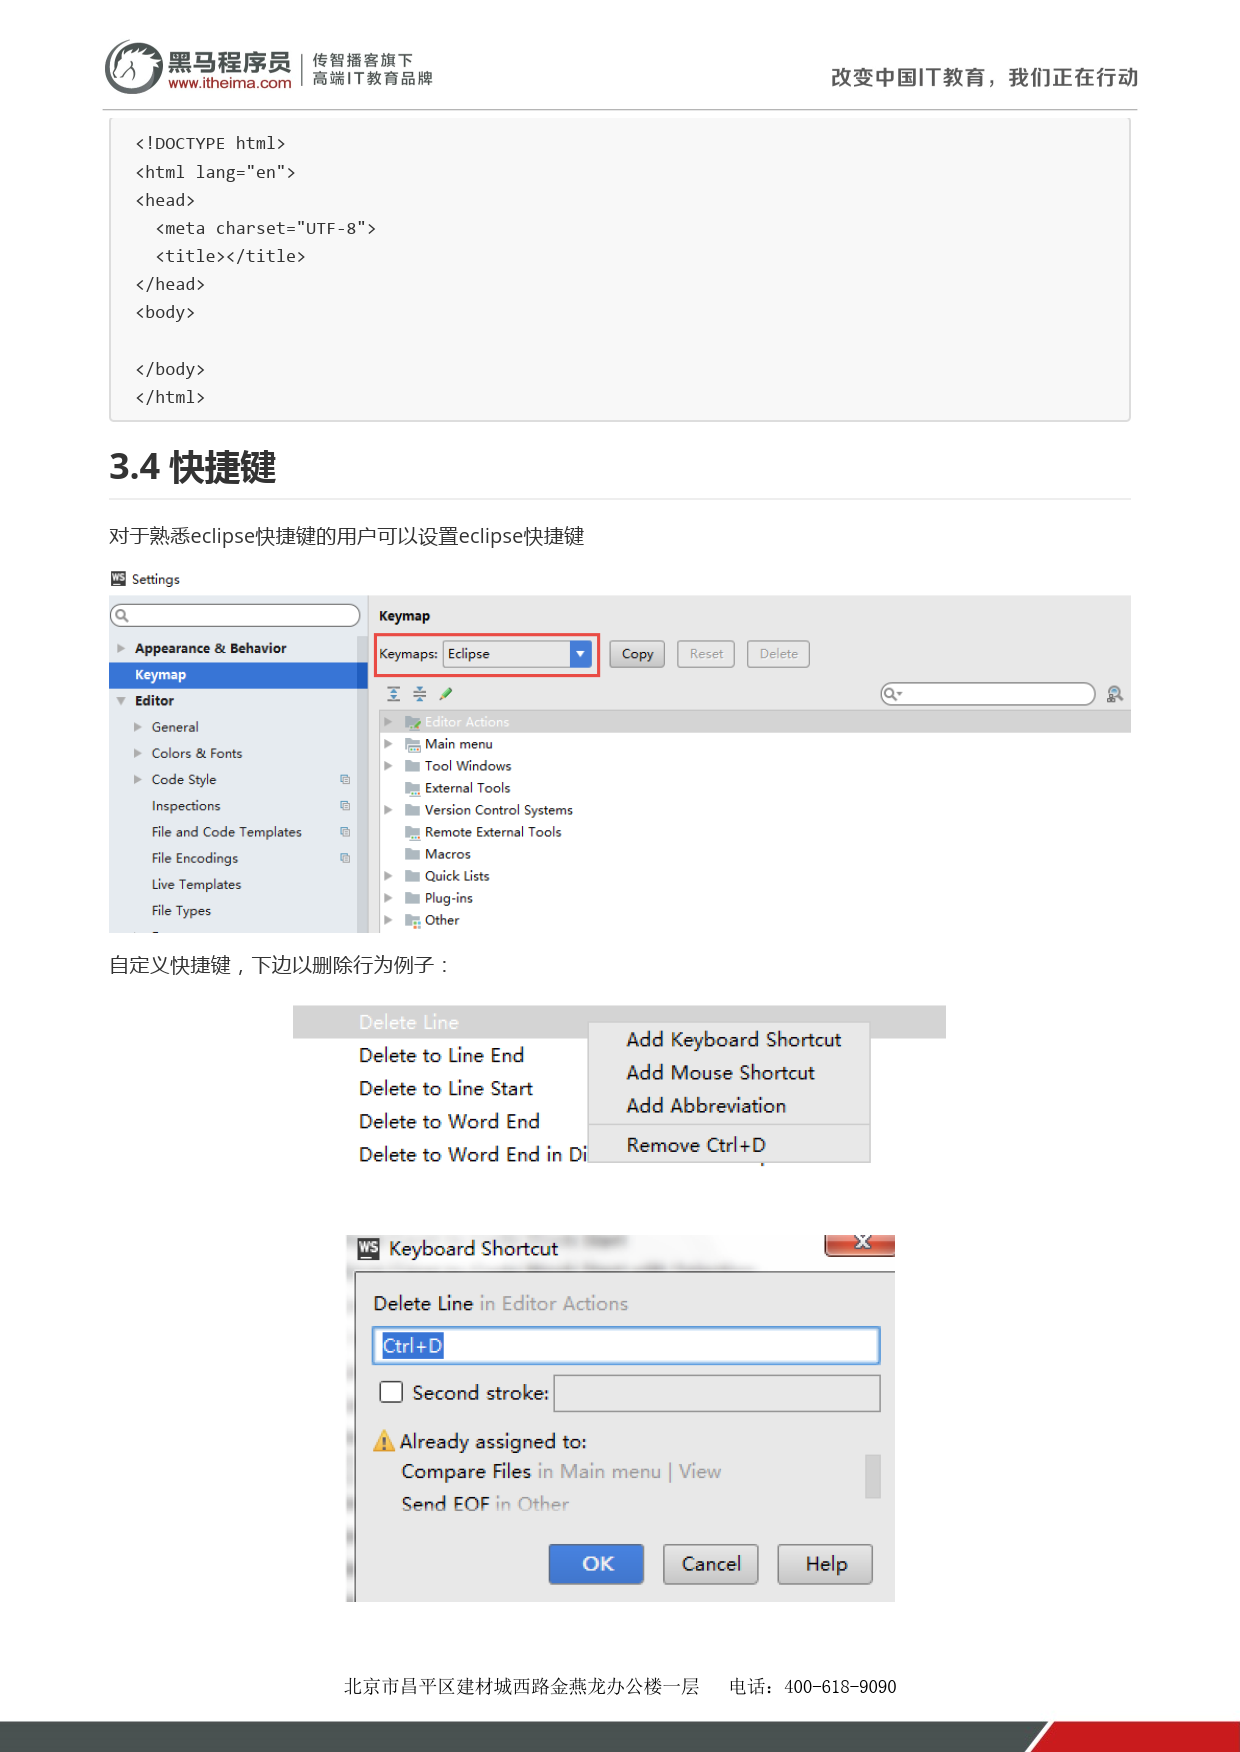 黑马程序员
www.itheima.com
传智播客旗下
高端IT教育品牌
改变中国IT教育，我们正在行动
<!DOCTYPE html>
<html lang="en">
<head>
  <meta charset="UTF-8">
  <title></title>
</head>
<body>
</body>
</html>
3.4 快捷键
对于熟悉eclipse快捷键的用户可以设置eclipse快捷键
WS Settings
Appearance & Behavior
Keymap
Editor
General
Colors & Fonts
Code Style
Inspections
File and Code Templates
File Encodings
Live Templates
File Types
Keymap
Keymaps: Eclipse Copy Reset Delete
Editor Actions
Main menu
Tool Windows
External Tools
Version Control Systems
Remote External Tools
Macros
Quick Lists
Plug-ins
Other
自定义快捷键，下边以删除行为例子：
Delete Line
Delete to Line End
Delete to Line Start
Delete to Word End
Delete to Word End in Di
Add Keyboard Shortcut
Add Mouse Shortcut
Add Abbreviation
Remove Ctrl+D
WS Keyboard Shortcut
Delete Line in Editor Actions
Ctrl+D
Second stroke:
Already assigned to:
Compare Files in Main menu | View
Send EOF in Other
OK Cancel Help
北京市昌平区建材城西路金燕龙办公楼一层 电话：400-618-9090